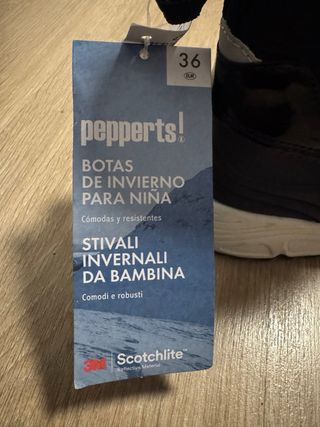 36
EUR
pepperts!
BOTAS
DE INVIERNO
PARA NIÑA
Cómodas y resistentes
STIVALI
INVERNALI
DA BAMBINA
Comodi e robusti
3M Scotchlite™
Reflective Material